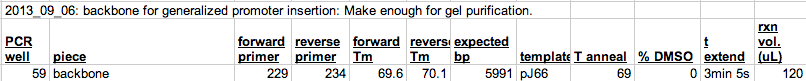 2013_09_06: backbone for generalized promoter insertion: Make enough for gel purification.
rxn
PCR forward reverse forward revers expected t vol.
well piece primer primer Tm Tm bp template T anneal % DMSO extend (uL)
59 backbone 229 234 69.6 70.1 5991 pJ66 69 0 3min 5s 120